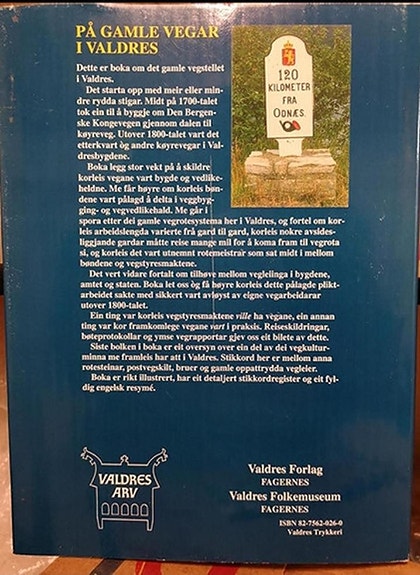 PÅ GAMLE VEGAR
I VALDRES
Dette er boka om det gamle vegstellet
i Valdres.
Det starta opp med meir eller min-
dre rydda stigar. Midt på 1700-talet
tok ein til å byggje om Den Bergen-
ske Kongevegen gjennom dalen til
køyreveg. Utover 1800-talet vart det
etterkvart òg andre køyrevegar i Val-
dresbygdene.
Boka legg stor vekt på å skildre
korleis vegane vart bygde og vedlike-
heldne. Me får høyre om korleis bøn-
dene vart pålagd å delta i veggbyg-
ging- og vegvedlikehald. Me går i
spora etter dei gamle vegrotesystema her i Valdres, og fortel om kor-
leis arbeidslengda varierte frå gard til gard, korleis nokre avsides-
liggjande gardar måtte reise mange mil for å koma fram til vegrota
si, og korleis det vart utnemnt rotemeistrar som sat midt i mellom
bøndene og vegstyresmaktene.
Det vert vidare fortalt om tilhøve mellom vegleiinga i bygdene,
amtet og staten. Boka let oss òg få høyre korleis dette pålagde plikt-
arbeidet sakte med sikkert vart avløyst av eigne vegarbeidarar
utover 1800-talet.
Ein ting var korleis vegstyresmaktene ville ha vegane, ein annan
ting var kor framkomelege vegane vart i praksis. Reiseskildringar,
bøteprotokollar og ymse vegrapportar gjev oss eit bilete av dette.
Siste bolken i boka er eit oversyn over ein del av dei vegkultur-
minna me framleis har att i Valdres. Stikkord her er mellom anna
rotesteinar, postvegskilt, bruer og gamle oppattrydda vegleier.
Boka er rikt illustrert, har eit detaljert stikkordregister og eit fyl-
dig engelsk resymé.
120
KILOMETER
FRA
ODNÆS.
VALDRES
ARV
Valdres Forlag
FAGERNES
Valdres Folkemuseum
FAGERNES
ISBN 82-7562-026-0
Valdres Trykkeri